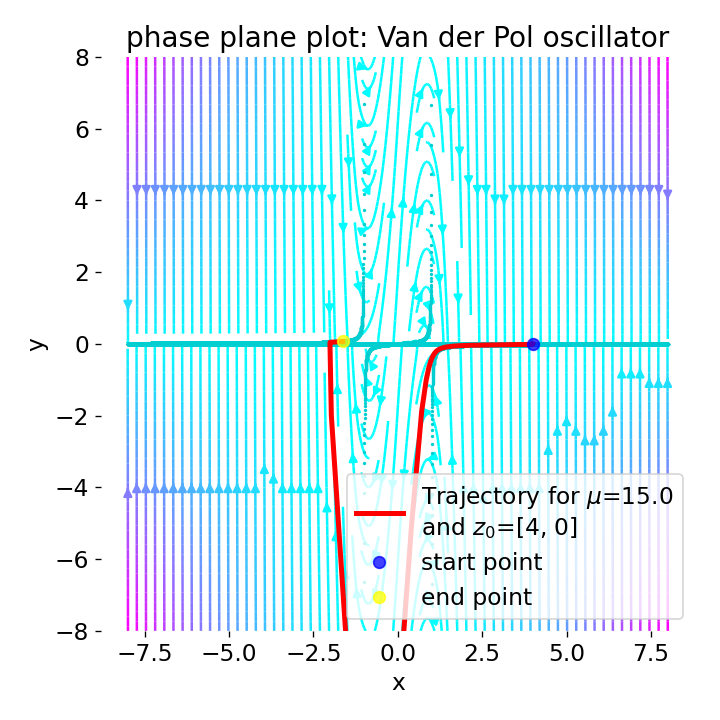 phase plane plot: Van der Pol oscillator
8
6
4
2
0
−2
−4
−6
−8
y
Trajectory for μ=15.0
and z₀=[4, 0]
start point
end point
−7.5 −5.0 −2.5 0.0 2.5 5.0 7.5
x